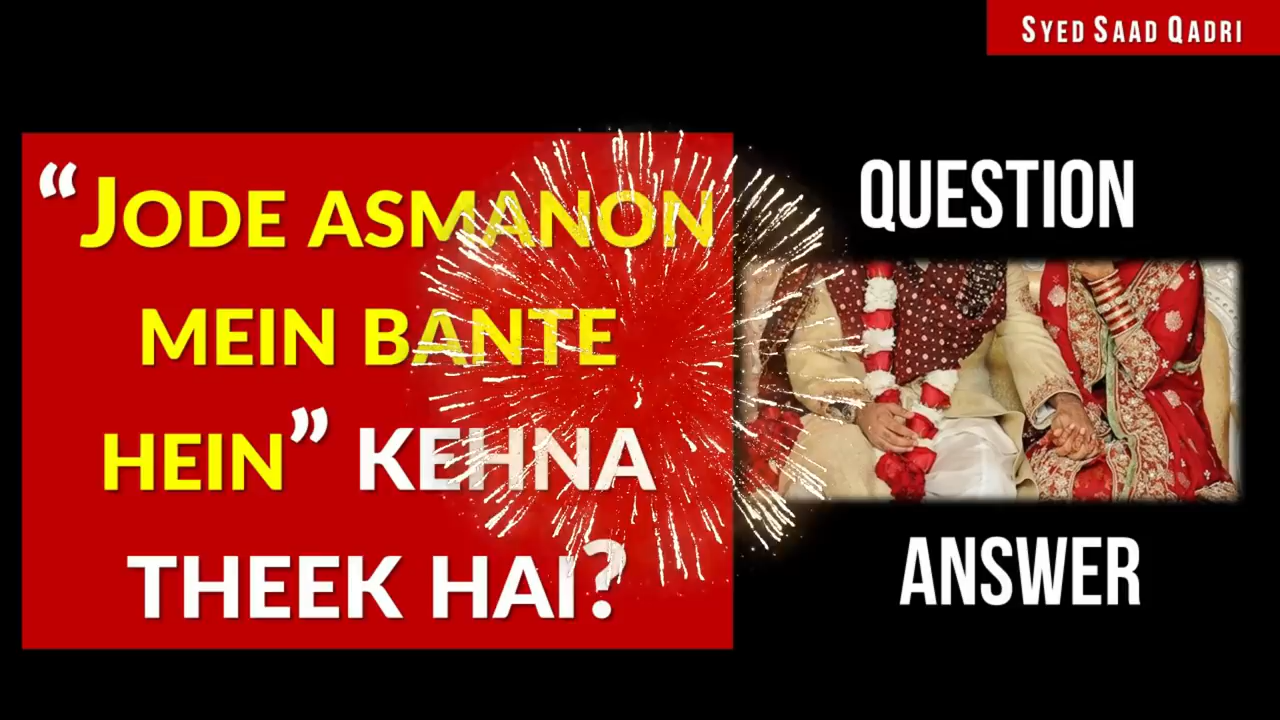 SYED SAAD QADRI
“JODE ASMANON
MEIN BANTE
HEIN” KEHNA
THEEK HAI?
QUESTION
ANSWER